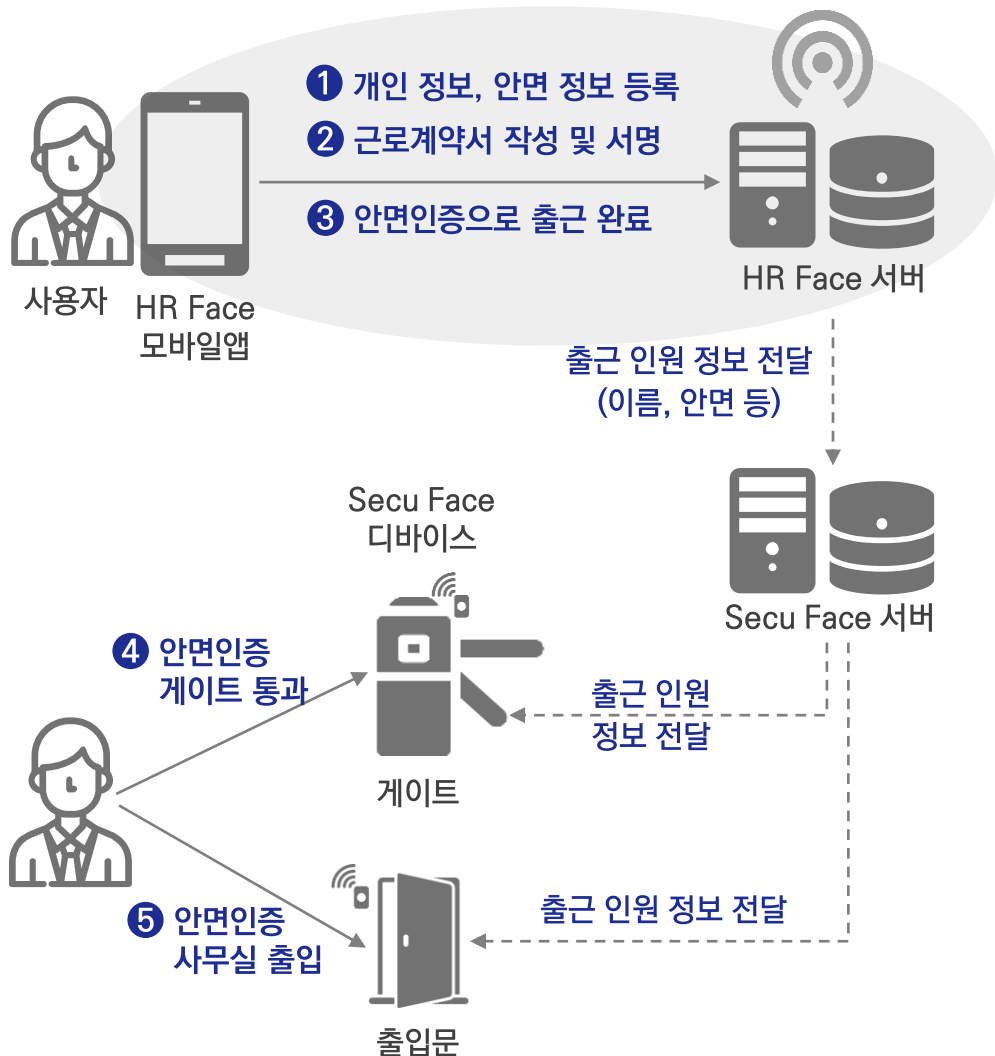 ❶ 개인 정보, 안면 정보 등록
❷ 근로계약서 작성 및 서명
❸ 안면인증으로 출근 완료
사용자
HR Face
모바일앱
HR Face 서버
출근 인원 정보 전달
(이름, 안면 등)
Secu Face
디바이스
Secu Face 서버
❹ 안면인증
게이트 통과
출근 인원
정보 전달
게이트
❺ 안면인증
사무실 출입
출근 인원 정보 전달
출입문